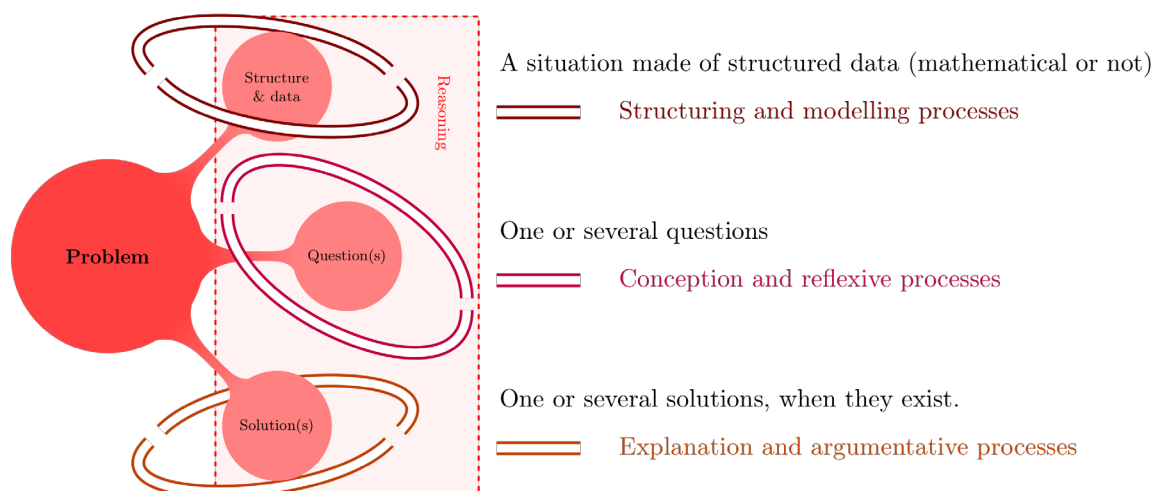 Structure
& data
Reasoning
Problem
Question(s)
Solution(s)
A situation made of structured data (mathematical or not)
Structuring and modelling processes
One or several questions
Conception and reflexive processes
One or several solutions, when they exist.
Explanation and argumentative processes